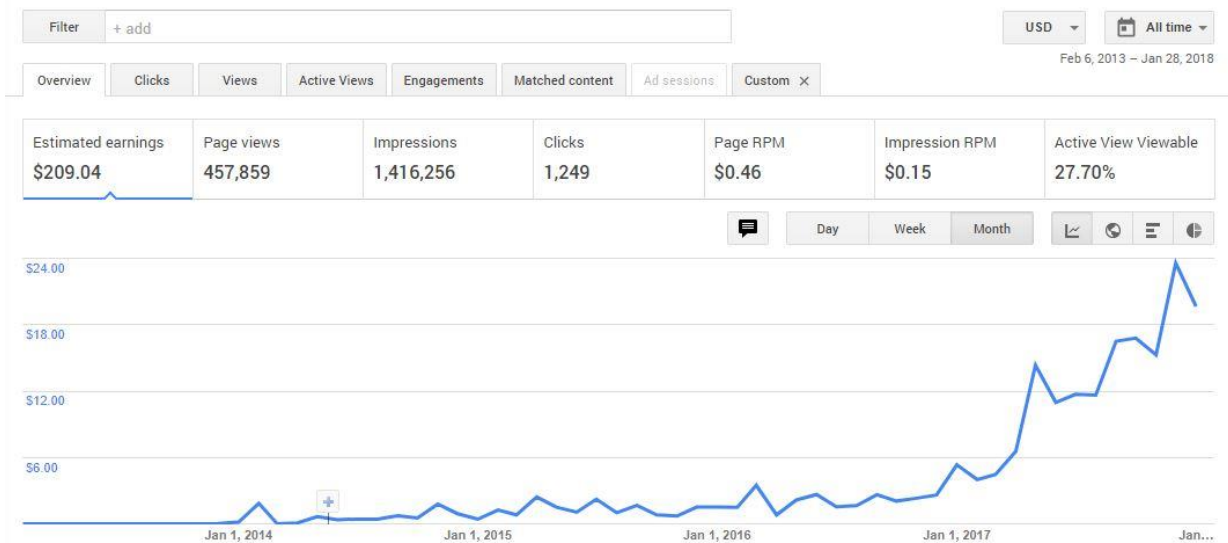 Filter + add USD All time
Feb 6, 2013 – Jan 28, 2018
Overview Clicks Views Active Views Engagements Matched content Ad sessions Custom ×
Estimated earnings Page views Impressions Clicks Page RPM Impression RPM Active View Viewable
$209.04 457,859 1,416,256 1,249 $0.46 $0.15 27.70%
Day Week Month
$24.00
$18.00
$12.00
$6.00
Jan 1, 2014 Jan 1, 2015 Jan 1, 2016 Jan 1, 2017 Jan...